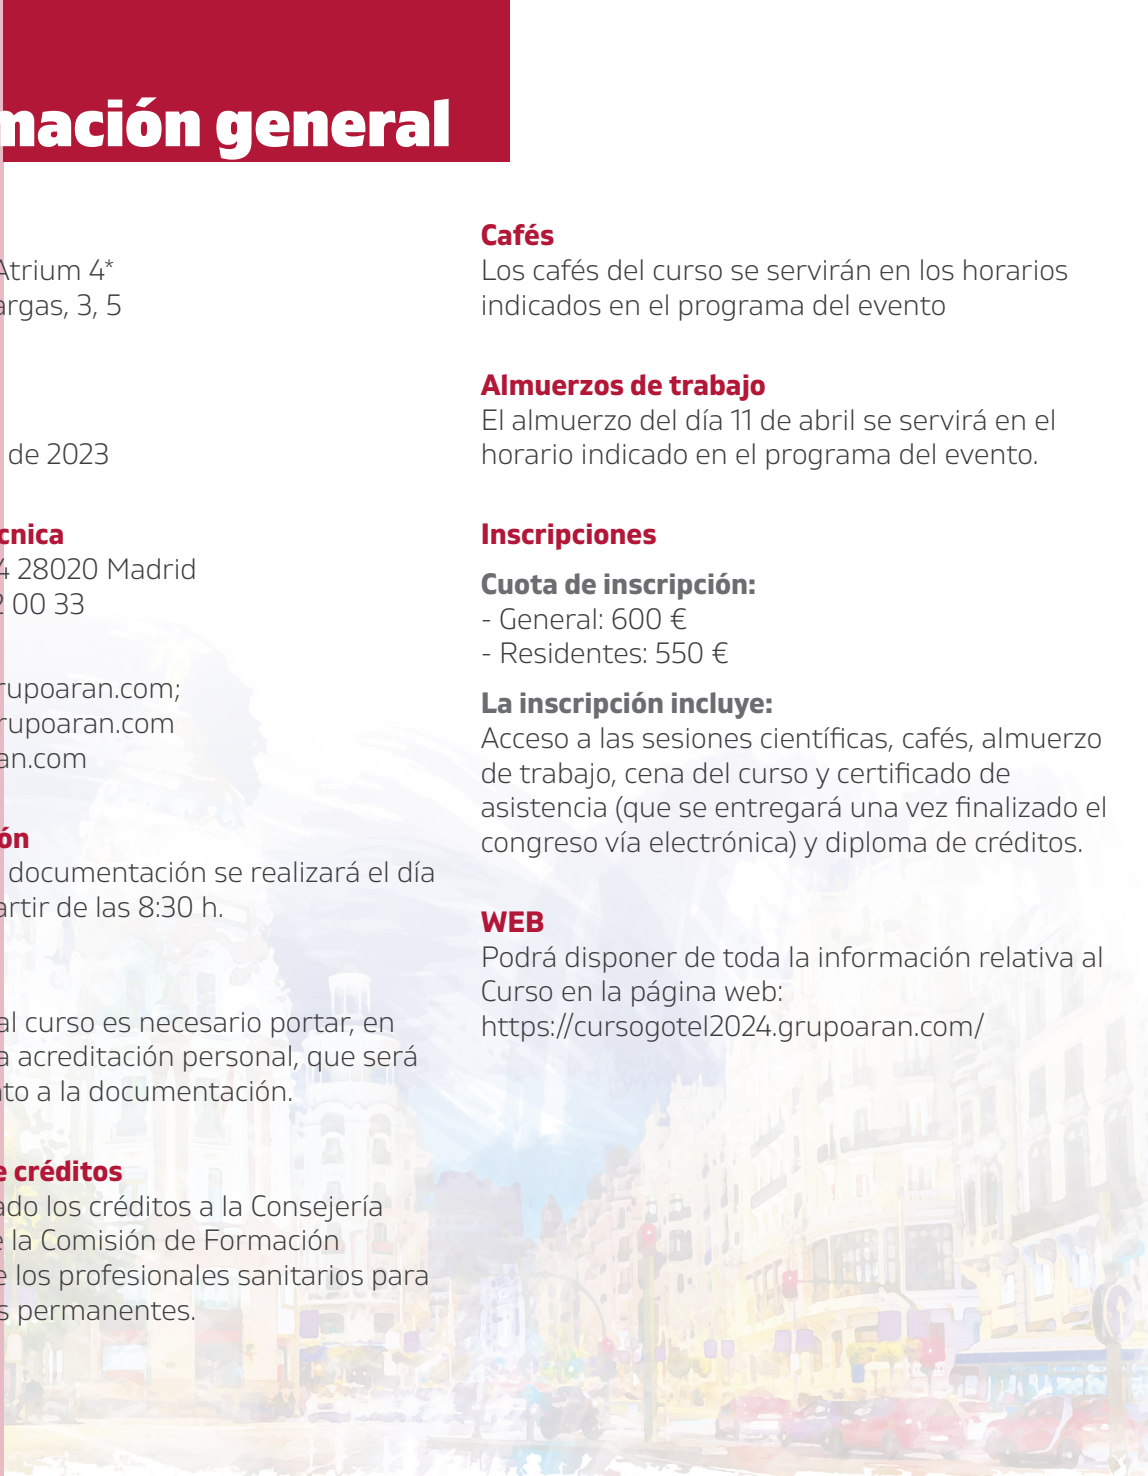 mación general
Atrium 4*
argas, 3, 5
de 2023
cnica
4 28020 Madrid
2 00 33
rupoaran.com;
rupoaran.com
an.com
ón
documentación se realizará el día
artir de las 8:30 h.
al curso es necesario portar, en
a acreditación personal, que será
nto a la documentación.
e créditos
ado los créditos a la Consejería
e la Comisión de Formación
e los profesionales sanitarios para
s permanentes.
Cafés
Los cafés del curso se servirán en los horarios
indicados en el programa del evento
Almuerzos de trabajo
El almuerzo del día 11 de abril se servirá en el
horario indicado en el programa del evento.
Inscripciones
Cuota de inscripción:
- General: 600 €
- Residentes: 550 €
La inscripción incluye:
Acceso a las sesiones científicas, cafés, almuerzo
de trabajo, cena del curso y certificado de
asistencia (que se entregará una vez finalizado el
congreso vía electrónica) y diploma de créditos.
WEB
Podrá disponer de toda la información relativa al
Curso en la página web:
https://cursogotel2024.grupoaran.com/